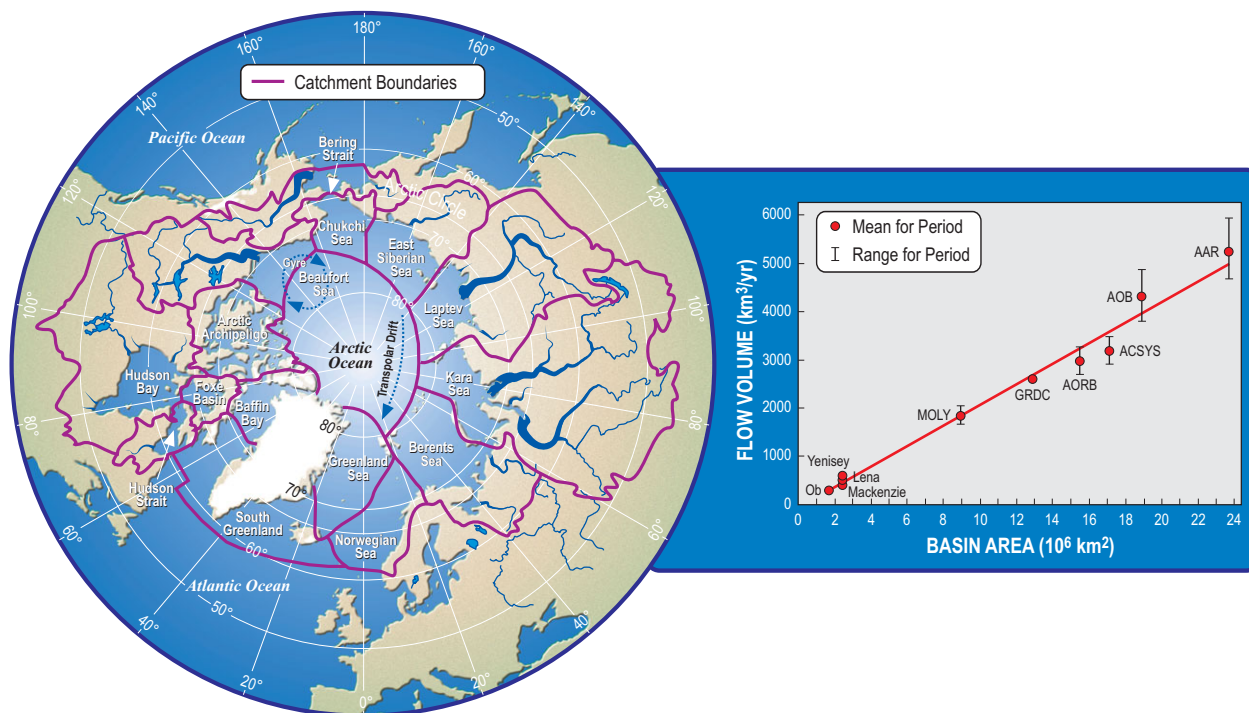 180°
160°
160°
Catchment Boundaries
140°
140°
50°
Pacific Ocean
Bering
Strait
60°
120°
120°
Arctic Circle
Chukchi
Sea
70°
East
Siberian
Sea
Gyre
Beaufort
Sea
80°
100°
100°
Laptev
Sea
Arctic
Archipeligo
Arctic
Ocean
Transpolar Drift
Hudson
Bay
Foxe
Basin
Kara
Sea
Baffin
Bay
80°
80°
80°
Greenland
Sea
Berents
Sea
Hudson
Strait
70°
60°
South
Greenland
60°
Norwegian
Sea
60°
Atlantic Ocean
50°
40°
40°
20°
20°
0°
Mean for Period
Range for Period
FLOW VOLUME (km³/yr)
6000
5000
4000
3000
2000
1000
0
AAR
AOB
ACSYS
AORB
GRDC
MOLY
Yenisey
Lena
Ob
Mackenzie
0 2 4 6 8 10 12 14 16 18 20 22 24
BASIN AREA (10⁶ km²)